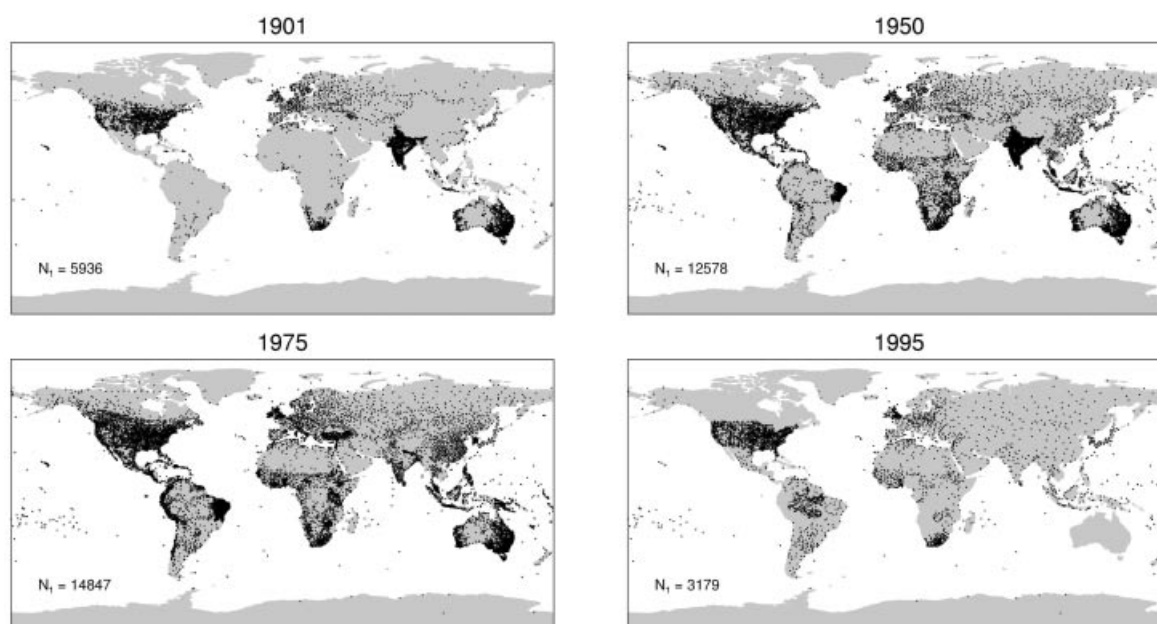 1901
1950
N₁ = 5936
N₁ = 12578
1975
1995
N₁ = 14847
N₁ = 3179